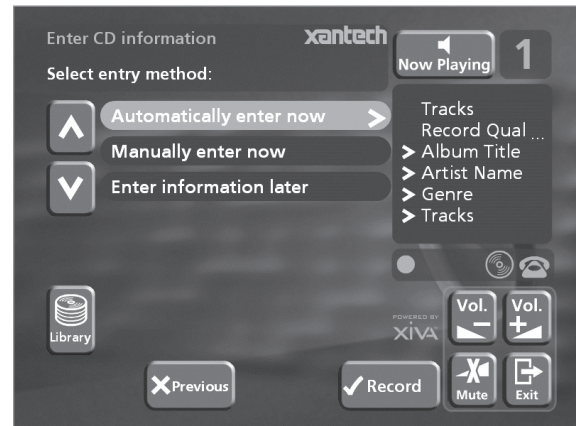 Enter CD information
xantech
Now Playing
1
Select entry method:
Automatically enter now
Manually enter now
Enter information later
Tracks
Record Qual ...
> Album Title
> Artist Name
> Genre
> Tracks
Library
POWERED BY
XIVA
Vol.
Vol.
Previous
Record
Mute
Exit